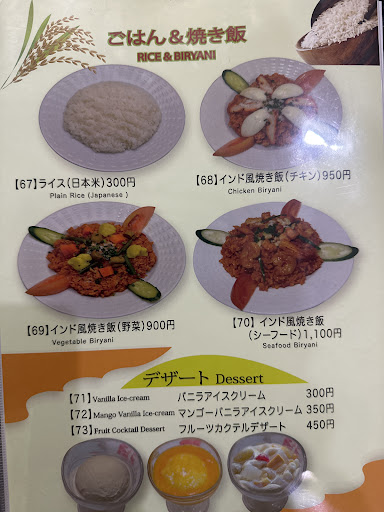 ごはん＆焼き飯
RICE & BIRYANI
【67】ライス（日本米）300円
Plain Rice (Japanese )
【68】インド風焼き飯（チキン）950円
Chicken Biryani
【69】インド風焼き飯（野菜）900円
Vegetable Biryani
【70】 インド風焼き飯
（シーフード）1,100円
Seafood Biryani
デザート Dessert
【71】Vanilla Ice-cream バニラアイスクリーム 300円
【72】Mango Vanilla Ice-cream マンゴーバニラアイスクリーム 350円
【73】Fruit Cocktail Dessert フルーツカクテルデザート 450円